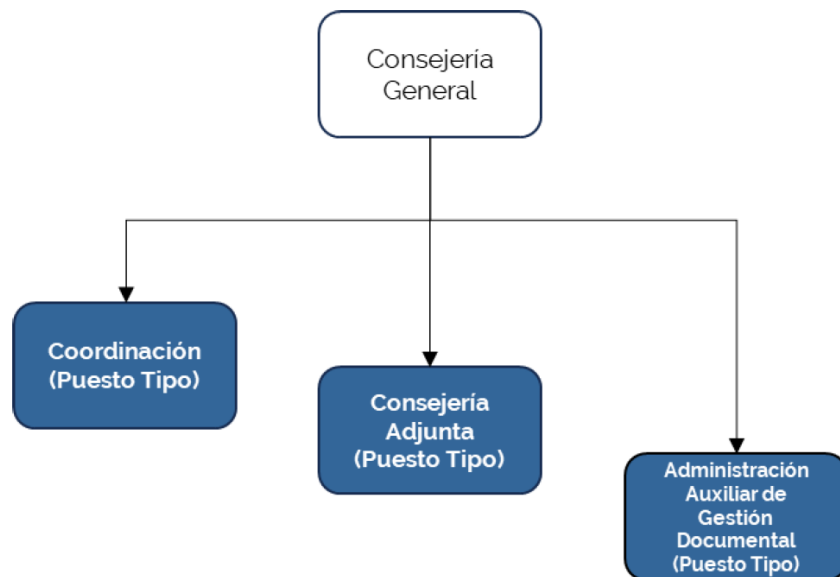 Consejería
General
Coordinación
(Puesto Tipo)
Consejería
Adjunta
(Puesto Tipo)
Administración
Auxiliar de
Gestión
Documental
(Puesto Tipo)